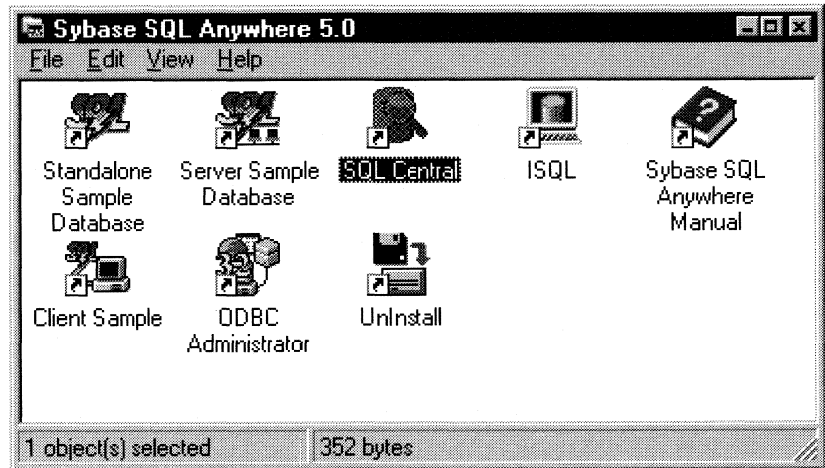 Sybase SQL Anywhere 5.0
File Edit View Help
Standalone
Sample
Database
Server Sample
Database
SQL Central
ISQL
Sybase SQL
Anywhere
Manual
Client Sample
ODBC
Administrator
UnInstall
1 object(s) selected
352 bytes